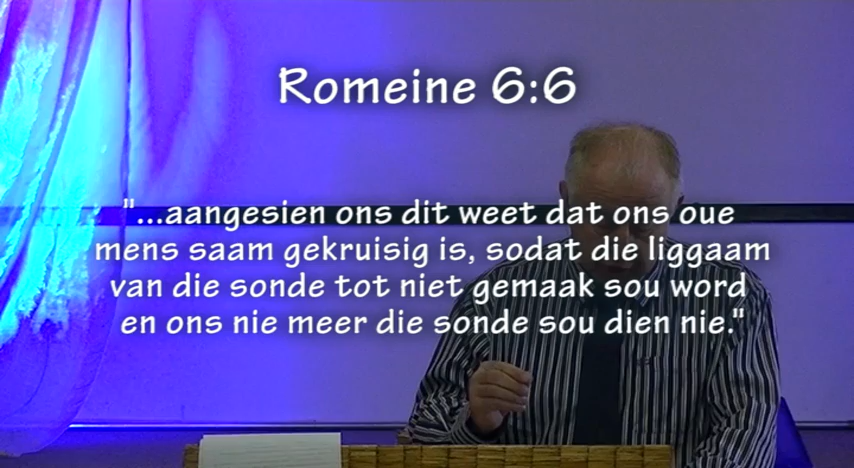 Romeine 6:6
"...aangesien ons dit weet dat ons oue
mens saam gekruisig is, sodat die liggaam
van die sonde tot niet gemaak sou word
en ons nie meer die sonde sou dien nie."